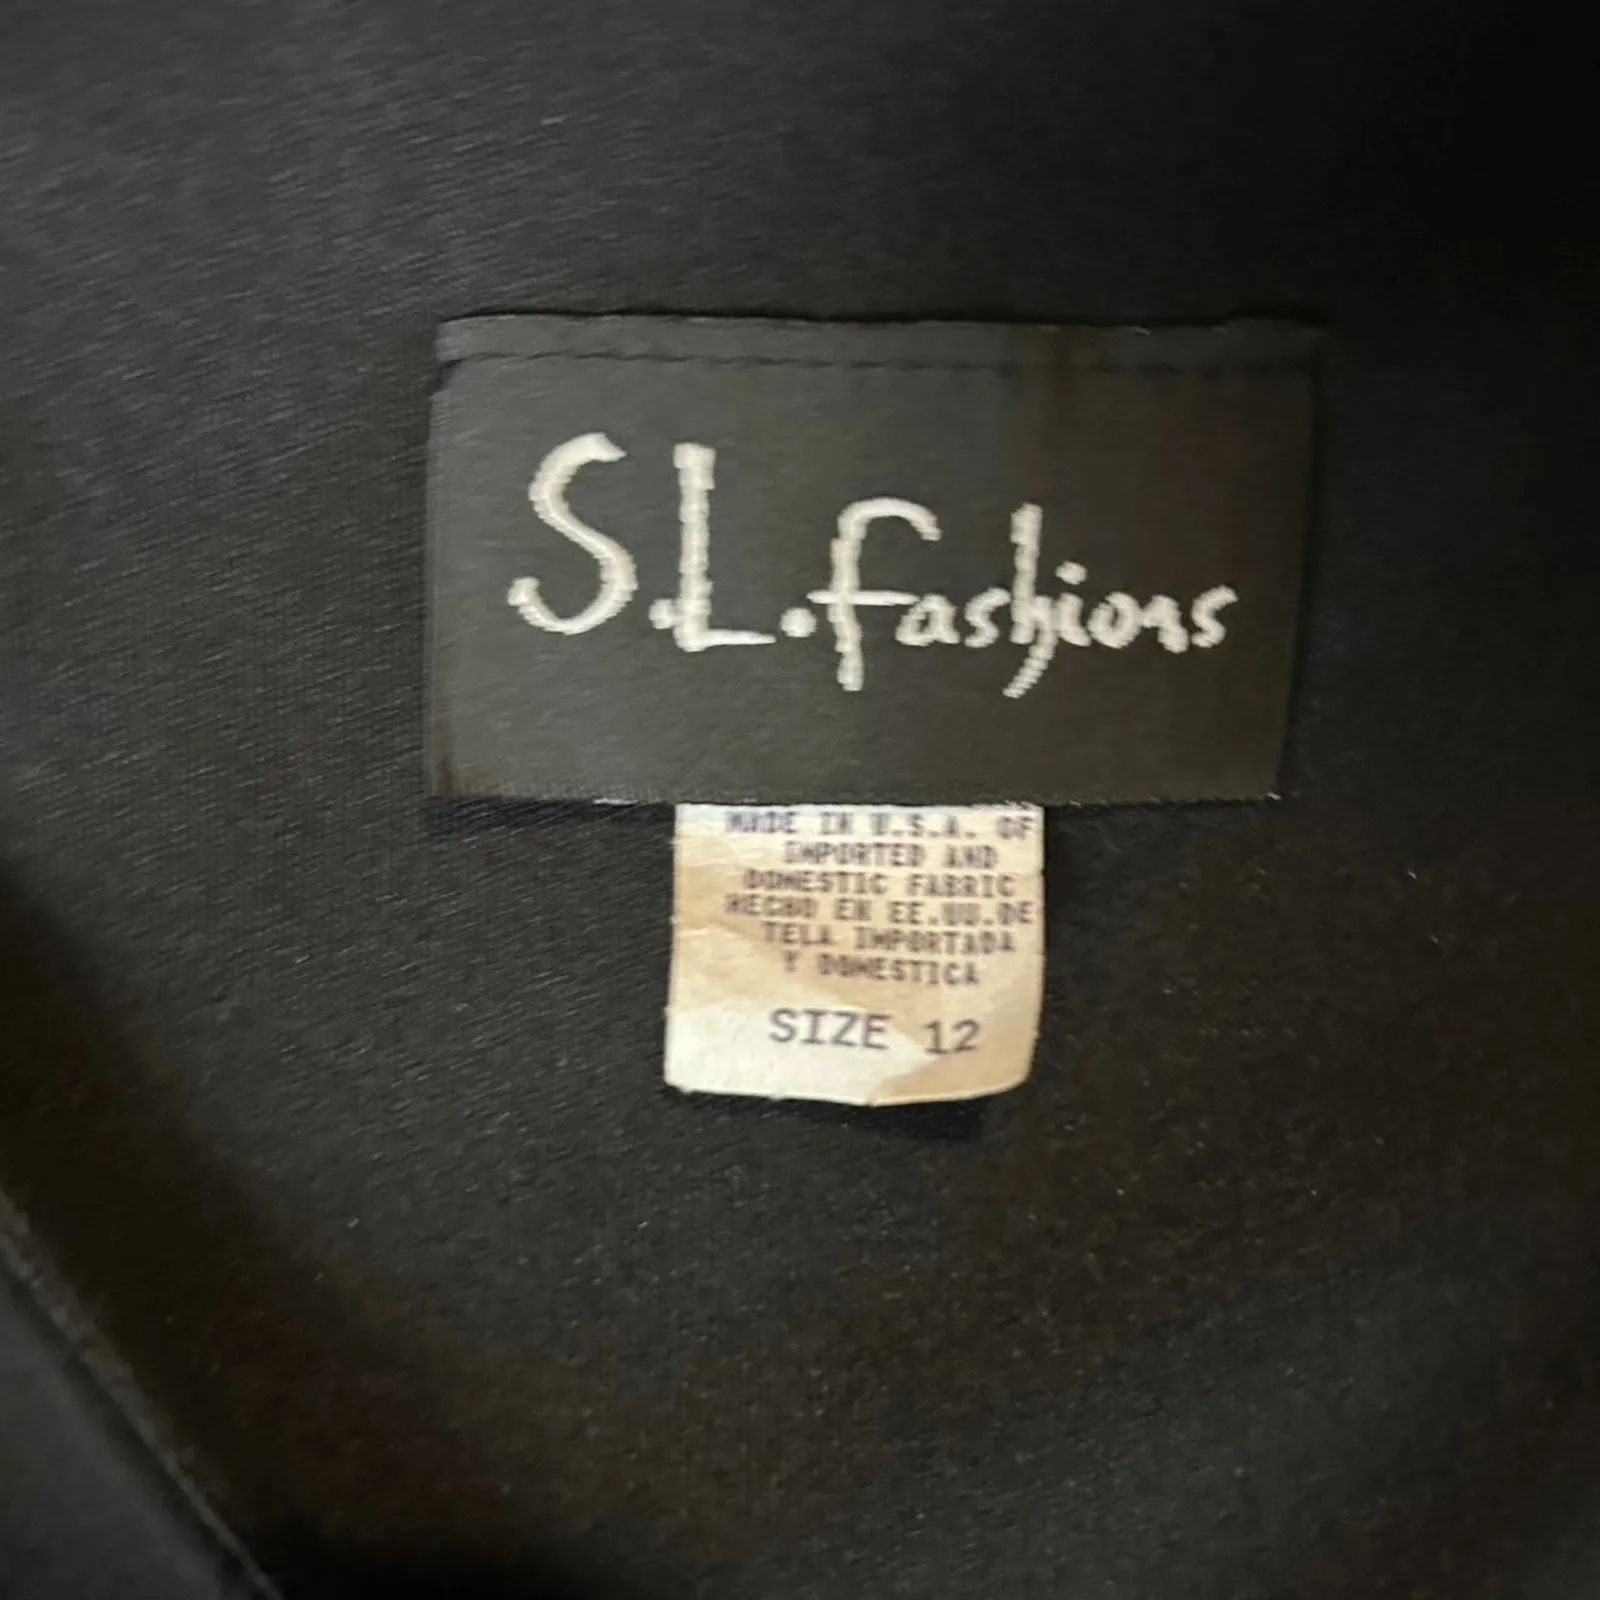 S.L. fashions
MADE IN U.S.A. OF
IMPORTED AND
DOMESTIC FABRIC
HECHO EN EE.UU.DE
TELA IMPORTADA
Y DOMESTICA
SIZE 12